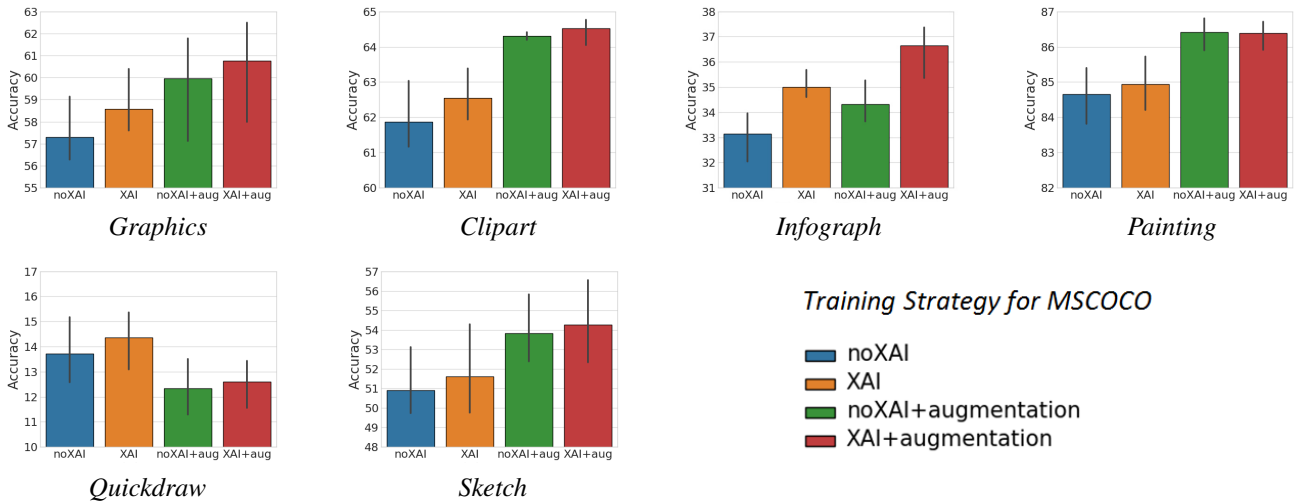 63
62
61
60
59
58
57
56
55
Accuracy
noXAI XAI noXAI+aug XAI+aug
Graphics
65
64
63
62
61
60
Accuracy
noXAI XAI noXAI+aug XAI+aug
Clipart
38
37
36
35
34
33
32
31
Accuracy
noXAI XAI noXAI+aug XAI+aug
Infograph
87
86
85
84
83
82
Accuracy
noXAI XAI noXAI+aug XAI+aug
Painting
17
16
15
14
13
12
11
10
Accuracy
noXAI XAI noXAI+aug XAI+aug
Quickdraw
57
56
55
54
53
52
51
50
49
48
Accuracy
noXAI XAI noXAI+aug XAI+aug
Sketch
Training Strategy for MSCOCO
noXAI
XAI
noXAI+augmentation
XAI+augmentation